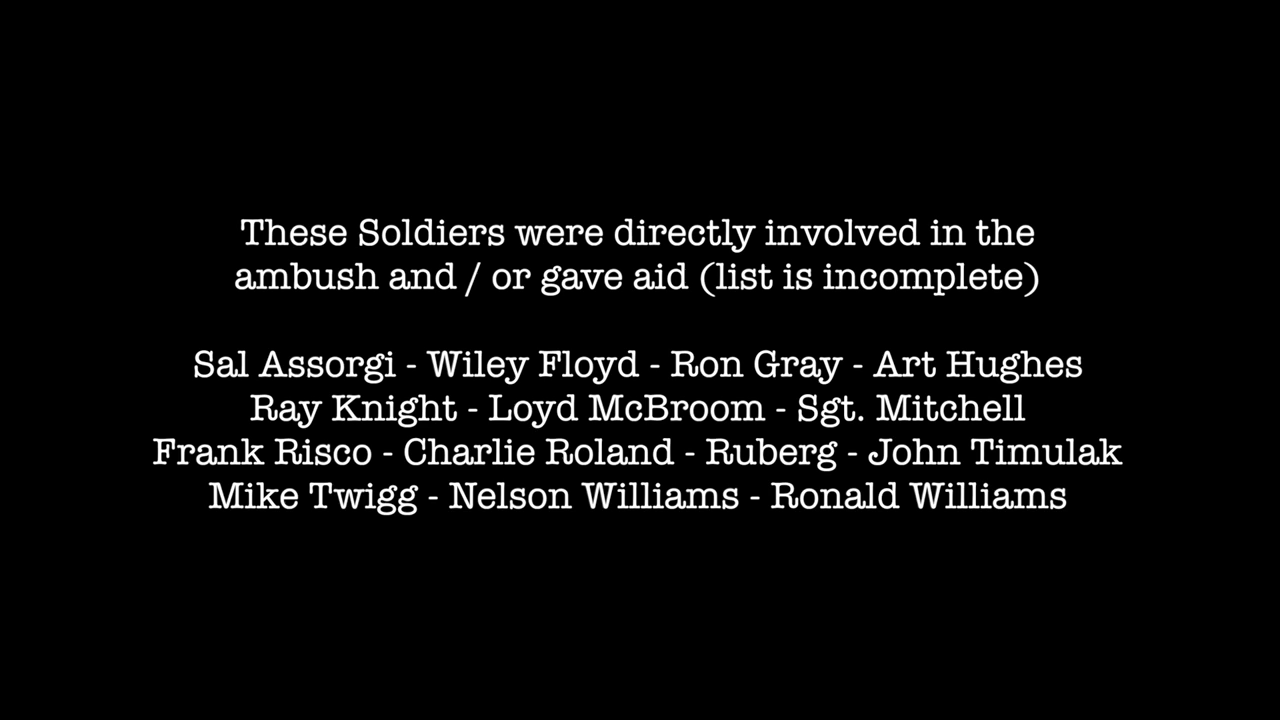 These Soldiers were directly involved in the
ambush and / or gave aid (list is incomplete)
Sal Assorgi - Wiley Floyd - Ron Gray - Art Hughes
Ray Knight - Loyd McBroom - Sgt. Mitchell
Frank Risco - Charlie Roland - Ruberg - John Timulak
Mike Twigg - Nelson Williams - Ronald Williams